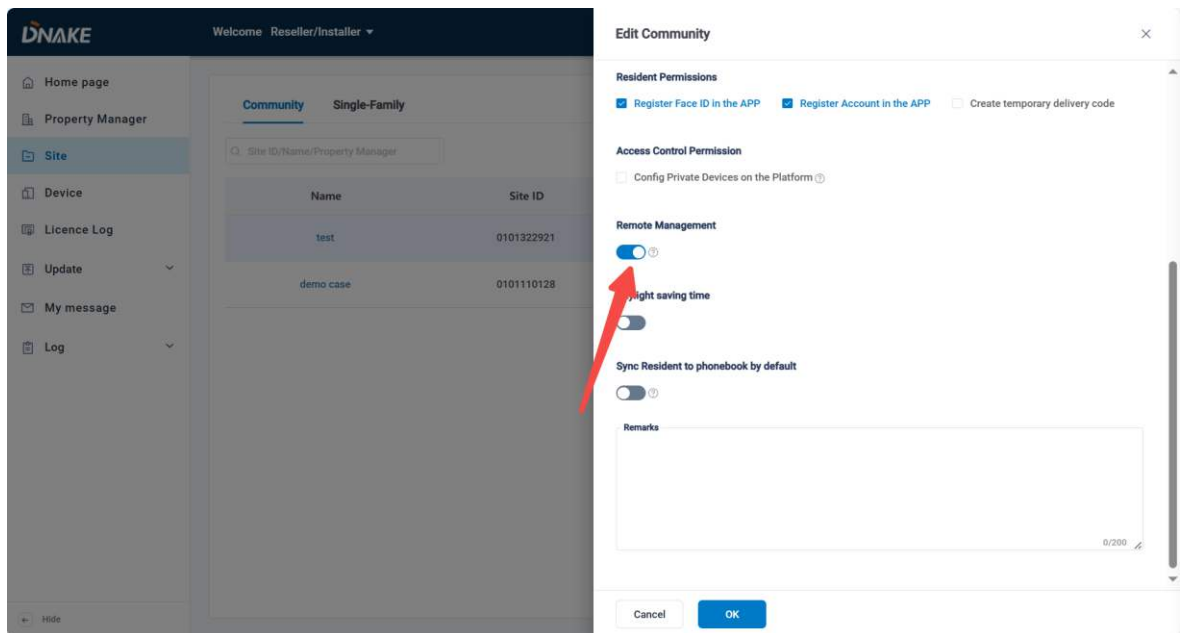 DNAKE
Welcome Reseller/Installer
Home page
Property Manager
Site
Device
Licence Log
Update
My message
Log
Hide
Community Single-Family
Site ID/Name/Property Manager
Name Site ID
test 0101322921
demo case 0101110128
Edit Community
Resident Permissions
Register Face ID in the APP Register Account in the APP Create temporary delivery code
Access Control Permission
Config Private Devices on the Platform
Remote Management
light saving time
Sync Resident to phonebook by default
Remarks
0/200
Cancel OK